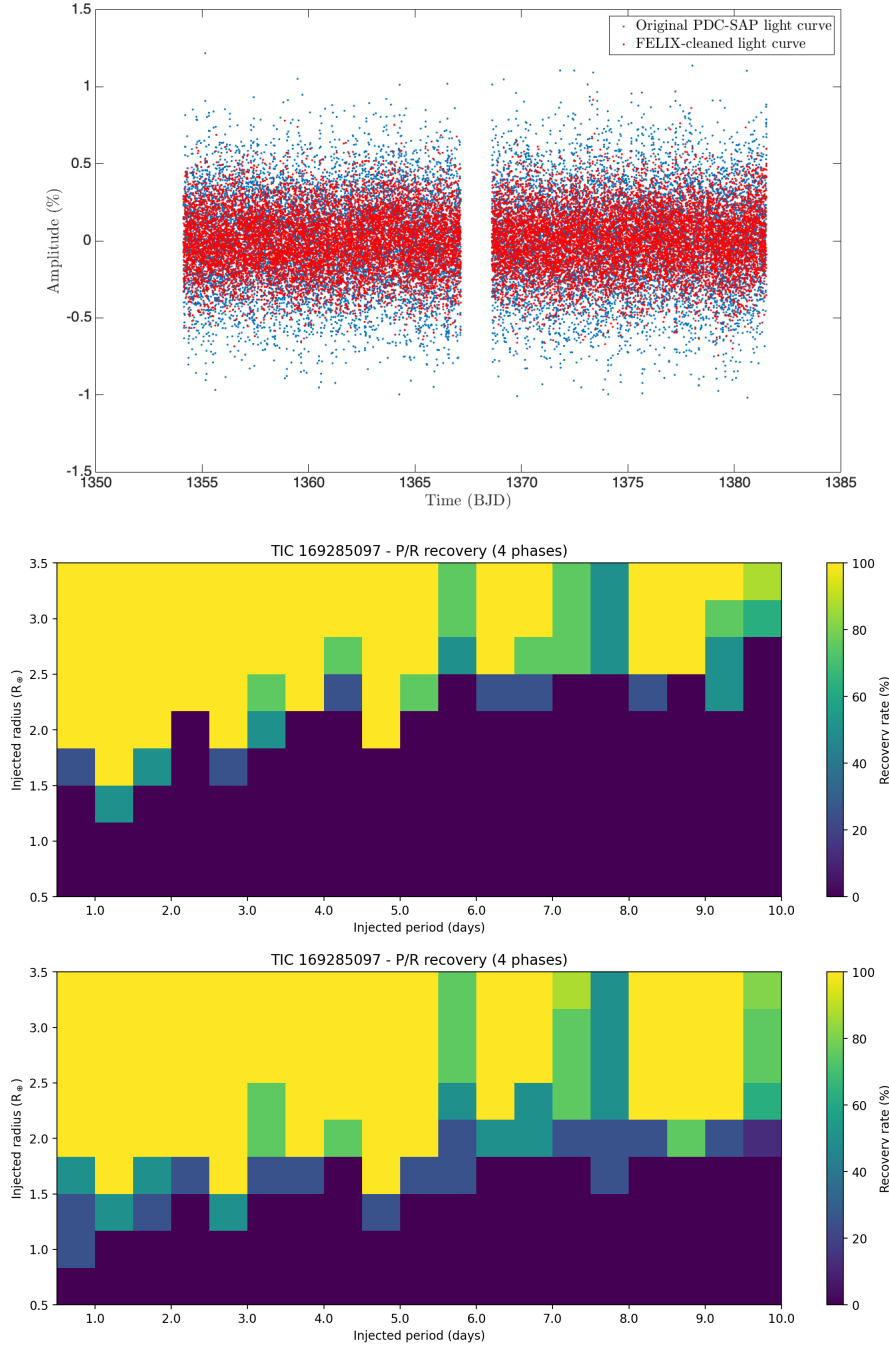 1.5
1
0.5
0
-0.5
-1
-1.5
Amplitude (%)
Original PDC-SAP light curve
FELIX-cleaned light curve
1350 1355 1360 1365 1370 1375 1380 1385
Time (BJD)
TIC 169285097 - P/R recovery (4 phases)
3.5
3.0
2.5
2.0
1.5
1.0
0.5
Injected radius (R⊕)
1.0 2.0 3.0 4.0 5.0 6.0 7.0 8.0 9.0 10.0
Injected period (days)
100
80
60
40
20
0
Recovery rate (%)
TIC 169285097 - P/R recovery (4 phases)
3.5
3.0
2.5
2.0
1.5
1.0
0.5
Injected radius (R⊕)
1.0 2.0 3.0 4.0 5.0 6.0 7.0 8.0 9.0 10.0
Injected period (days)
100
80
60
40
20
0
Recovery rate (%)